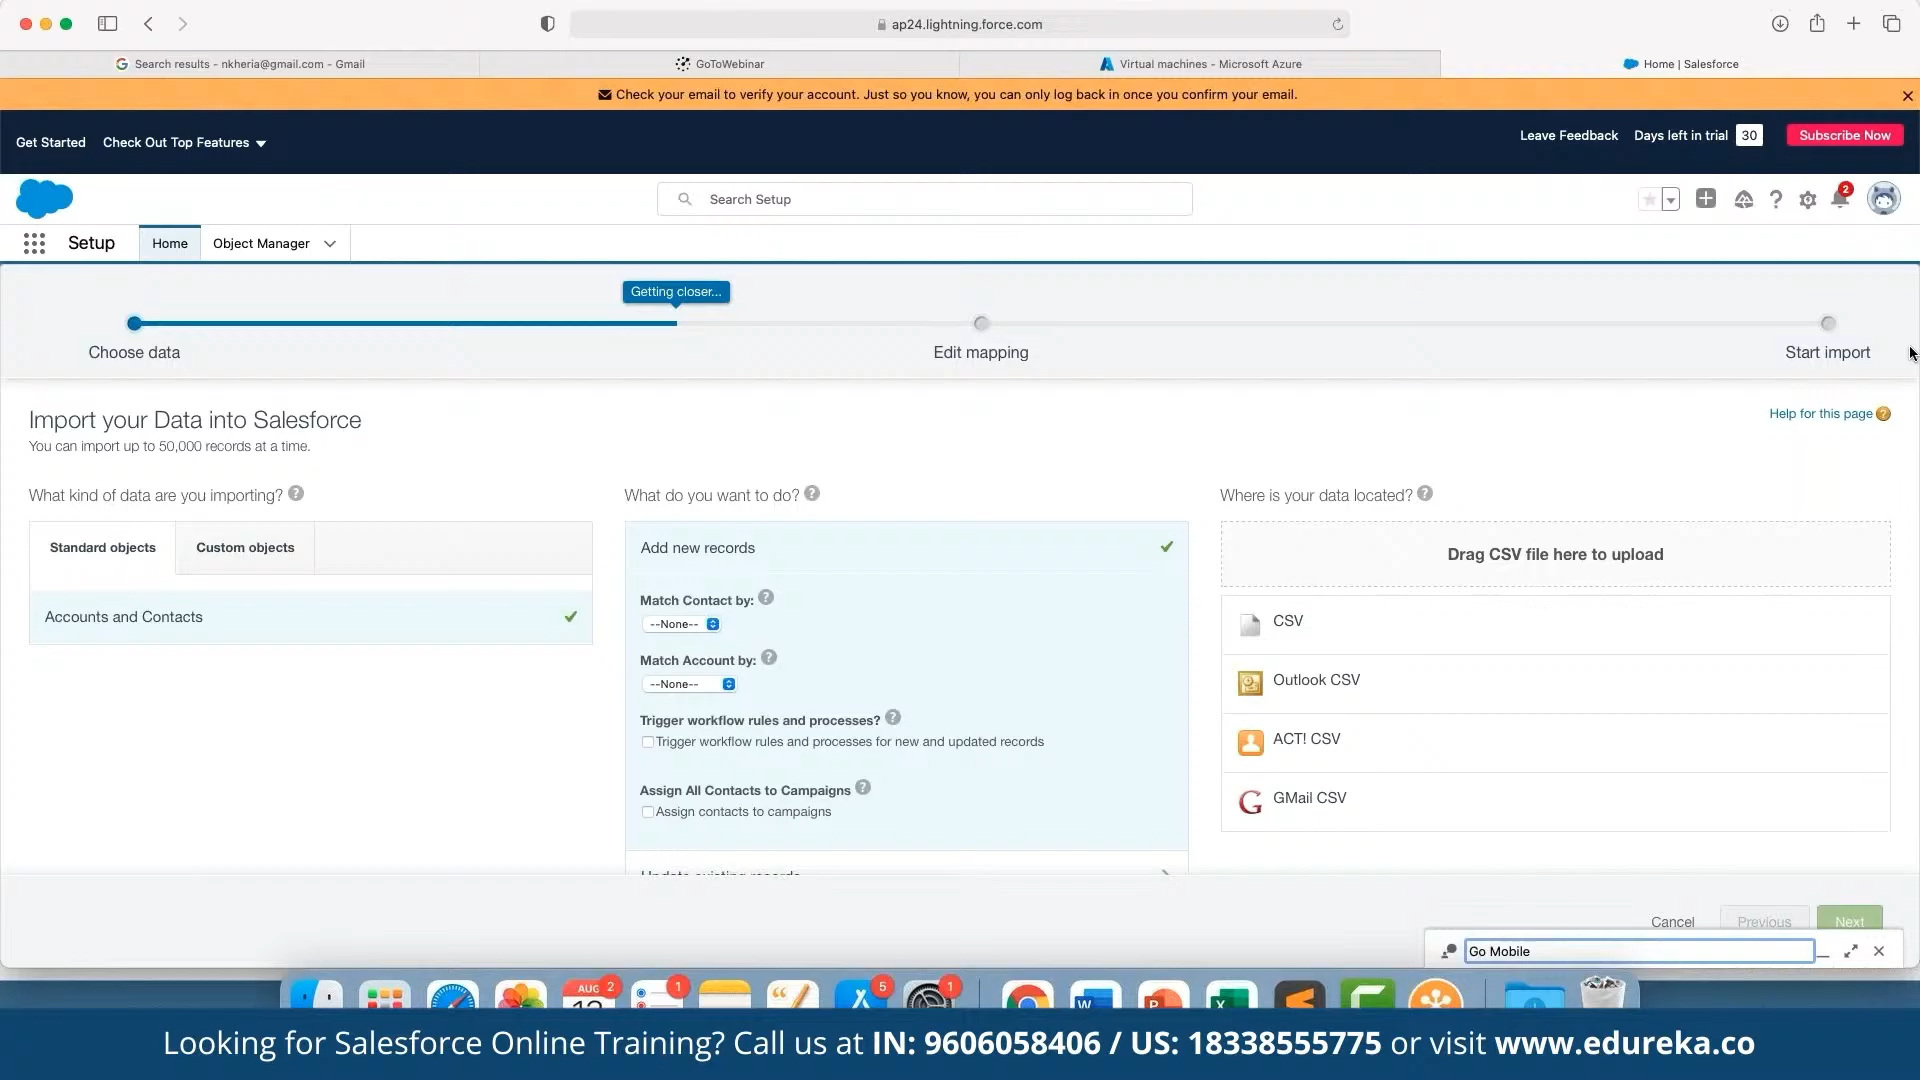 ap24.lightning.force.com
Search results - nkheria@gmail.com - Gmail
GoToWebinar
Virtual machines - Microsoft Azure
Home | Salesforce
Check your email to verify your account. Just so you know, you can only log back in once you confirm your email.
Get Started
Check Out Top Features
Leave Feedback
Days left in trial 30
Subscribe Now
Search Setup
2
Setup
Home
Object Manager
Getting closer...
Choose data
Edit mapping
Start import
Import your Data into Salesforce
Help for this page
You can import up to 50,000 records at a time.
What kind of data are you importing?
What do you want to do?
Where is your data located?
Standard objects
Custom objects
Accounts and Contacts
Add new records
Match Contact by:
--None--
Match Account by:
--None--
Trigger workflow rules and processes?
Trigger workflow rules and processes for new and updated records
Assign All Contacts to Campaigns
Assign contacts to campaigns
Update existing records
Drag CSV file here to upload
CSV
Outlook CSV
ACT! CSV
GMail CSV
Cancel
Previous
Next
Go Mobile
AUG
2
1
5
1
Looking for Salesforce Online Training? Call us at IN: 9606058406 / US: 18338555775 or visit www.edureka.co